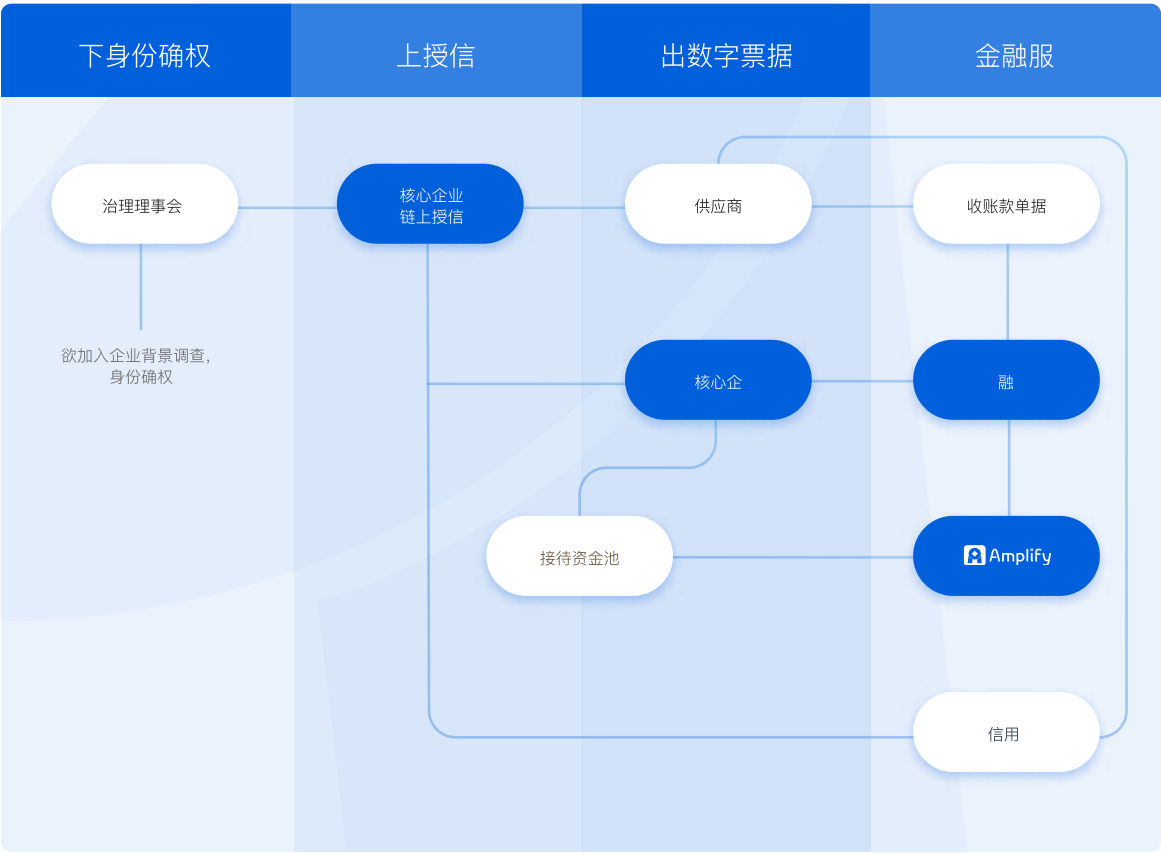 下身份确权
上授信
出数字票据
金融服
治理理事会
核心企业
链上授信
供应商
收账款单据
欲加入企业背景调查,
身份确权
核心企
融
接待资金池
Amplify
信用